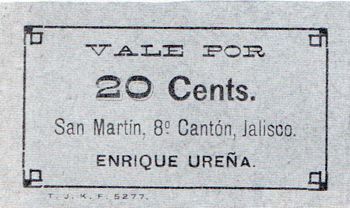 VALE POR
20 Cents.
San Martín, 8º Cantón, Jalisco.
ENRIQUE UREÑA.
T. J. K. F. 5277.